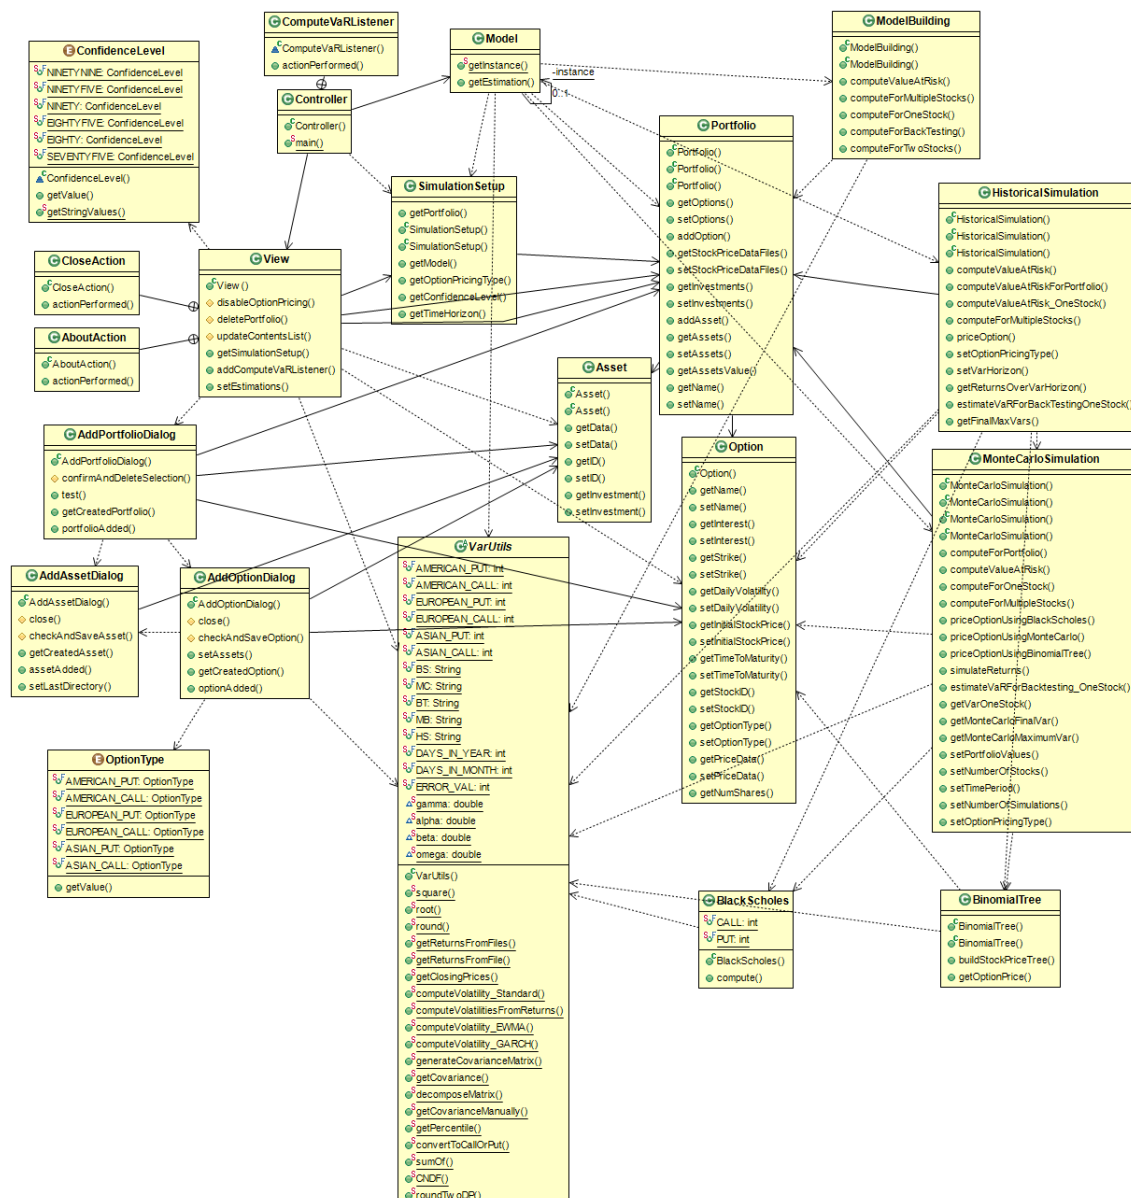 ComputeVaRListener
ComputeVaRListener()
actionPerformed()
Model
getInstance()
getEstimation()
-instance
0..1
ModelBuilding
ModelBuilding()
ModelBuilding()
computeValueAtRisk()
computeForMultipleStocks()
computeForOneStock()
computeForBackTesting()
computeForTwoStocks()
ConfidenceLevel
NINETYNINE: ConfidenceLevel
NINETYFIVE: ConfidenceLevel
NINETY: ConfidenceLevel
EIGHTYFIVE: ConfidenceLevel
EIGHTY: ConfidenceLevel
SEVENTYFIVE: ConfidenceLevel
ConfidenceLevel()
getValue()
getStringValues()
Controller
Controller()
main()
Portfolio
Portfolio()
Portfolio()
Portfolio()
getOptions()
setOptions()
addOption()
getStockPriceDataFiles()
setStockPriceDataFiles()
getInvestments()
setInvestments()
addAsset()
getAssets()
setAssets()
getAssetsValue()
getName()
setName()
SimulationSetup
getPortfolio()
SimulationSetup()
SimulationSetup()
getModel()
getOptionPricingType()
getConfidenceLevel()
getTimeHorizon()
HistoricalSimulation
HistoricalSimulation()
HistoricalSimulation()
HistoricalSimulation()
computeValueAtRisk()
computeValueAtRiskForPortfolio()
computeValueAtRisk_OneStock()
computeForMultipleStocks()
priceOption()
setOptionPricingType()
setVarHorizon()
getReturnsOverVarHorizon()
estimateVaRForBackTestingOneStock()
getFinalMaxVars()
CloseAction
CloseAction()
actionPerformed()
View
View()
disableOptionPricing()
deletePortfolio()
updateContentsList()
getSimulationSetup()
addComputeVaRListener()
setEstimations()
AboutAction
AboutAction()
actionPerformed()
Asset
Asset()
Asset()
getData()
setData()
getID()
setID()
getInvestment()
setInvestment()
AddPortfolioDialog
AddPortfolioDialog()
confirmAndDeleteSelection()
test()
getCreatedPortfolio()
portfolioAdded()
Option
Option()
getName()
setName()
getInterest()
setInterest()
getStrike()
setStrike()
getDailyVolatility()
setDailyVolatility()
getInitialStockPrice()
setInitialStockPrice()
getTimeToMaturity()
setTimeToMaturity()
getStockID()
setStockID()
getOptionType()
setOptionType()
getPriceData()
setPriceData()
getNumShares()
MonteCarloSimulation
MonteCarloSimulation()
MonteCarloSimulation()
MonteCarloSimulation()
MonteCarloSimulation()
computeForPortfolio()
computeValueAtRisk()
computeForOneStock()
computeForMultipleStocks()
priceOptionUsingBlackScholes()
priceOptionUsingMonteCarlo()
priceOptionUsingBinomialTree()
simulateReturns()
estimateVaRForBacktesting_OneStock()
getVarOneStock()
getMonteCarloFinalVar()
getMonteCarloMaximumVar()
setPortfolioValues()
setNumberOfStocks()
setTimePeriod()
setNumberOfSimulations()
setOptionPricingType()
AddAssetDialog
AddAssetDialog()
close()
checkAndSaveAsset()
getCreatedAsset()
assetAdded()
setLastDirectory()
AddOptionDialog
AddOptionDialog()
close()
checkAndSaveOption()
setAssets()
getCreatedOption()
optionAdded()
VarUtils
AMERICAN_PUT: int
AMERICAN_CALL: int
EUROPEAN_PUT: int
EUROPEAN_CALL: int
ASIAN_PUT: int
ASIAN_CALL: int
BS: String
MC: String
BT: String
MB: String
HS: String
DAYS_IN_YEAR: int
DAYS_IN_MONTH: int
ERROR_VAL: int
gamma: double
alpha: double
beta: double
omega: double
VarUtils()
square()
root()
round()
getReturnsFromFiles()
getReturnsFromFile()
getClosingPrices()
computeVolatility_Standard()
computeVolatilitiesFromReturns()
computeVolatility_EWMA()
computeVolatility_GARCH()
generateCovarianceMatrix()
getCovariance()
decomposeMatrix()
getCovarianceManually()
getPercentile()
convertToCallOrPut()
sumOf()
CNDF()
roundTwoDP()
OptionType
AMERICAN_PUT: OptionType
AMERICAN_CALL: OptionType
EUROPEAN_PUT: OptionType
EUROPEAN_CALL: OptionType
ASIAN_PUT: OptionType
ASIAN_CALL: OptionType
getValue()
BlackScholes
CALL: int
PUT: int
BlackScholes()
compute()
BinomialTree
BinomialTree()
BinomialTree()
buildStockPriceTree()
getOptionPrice()